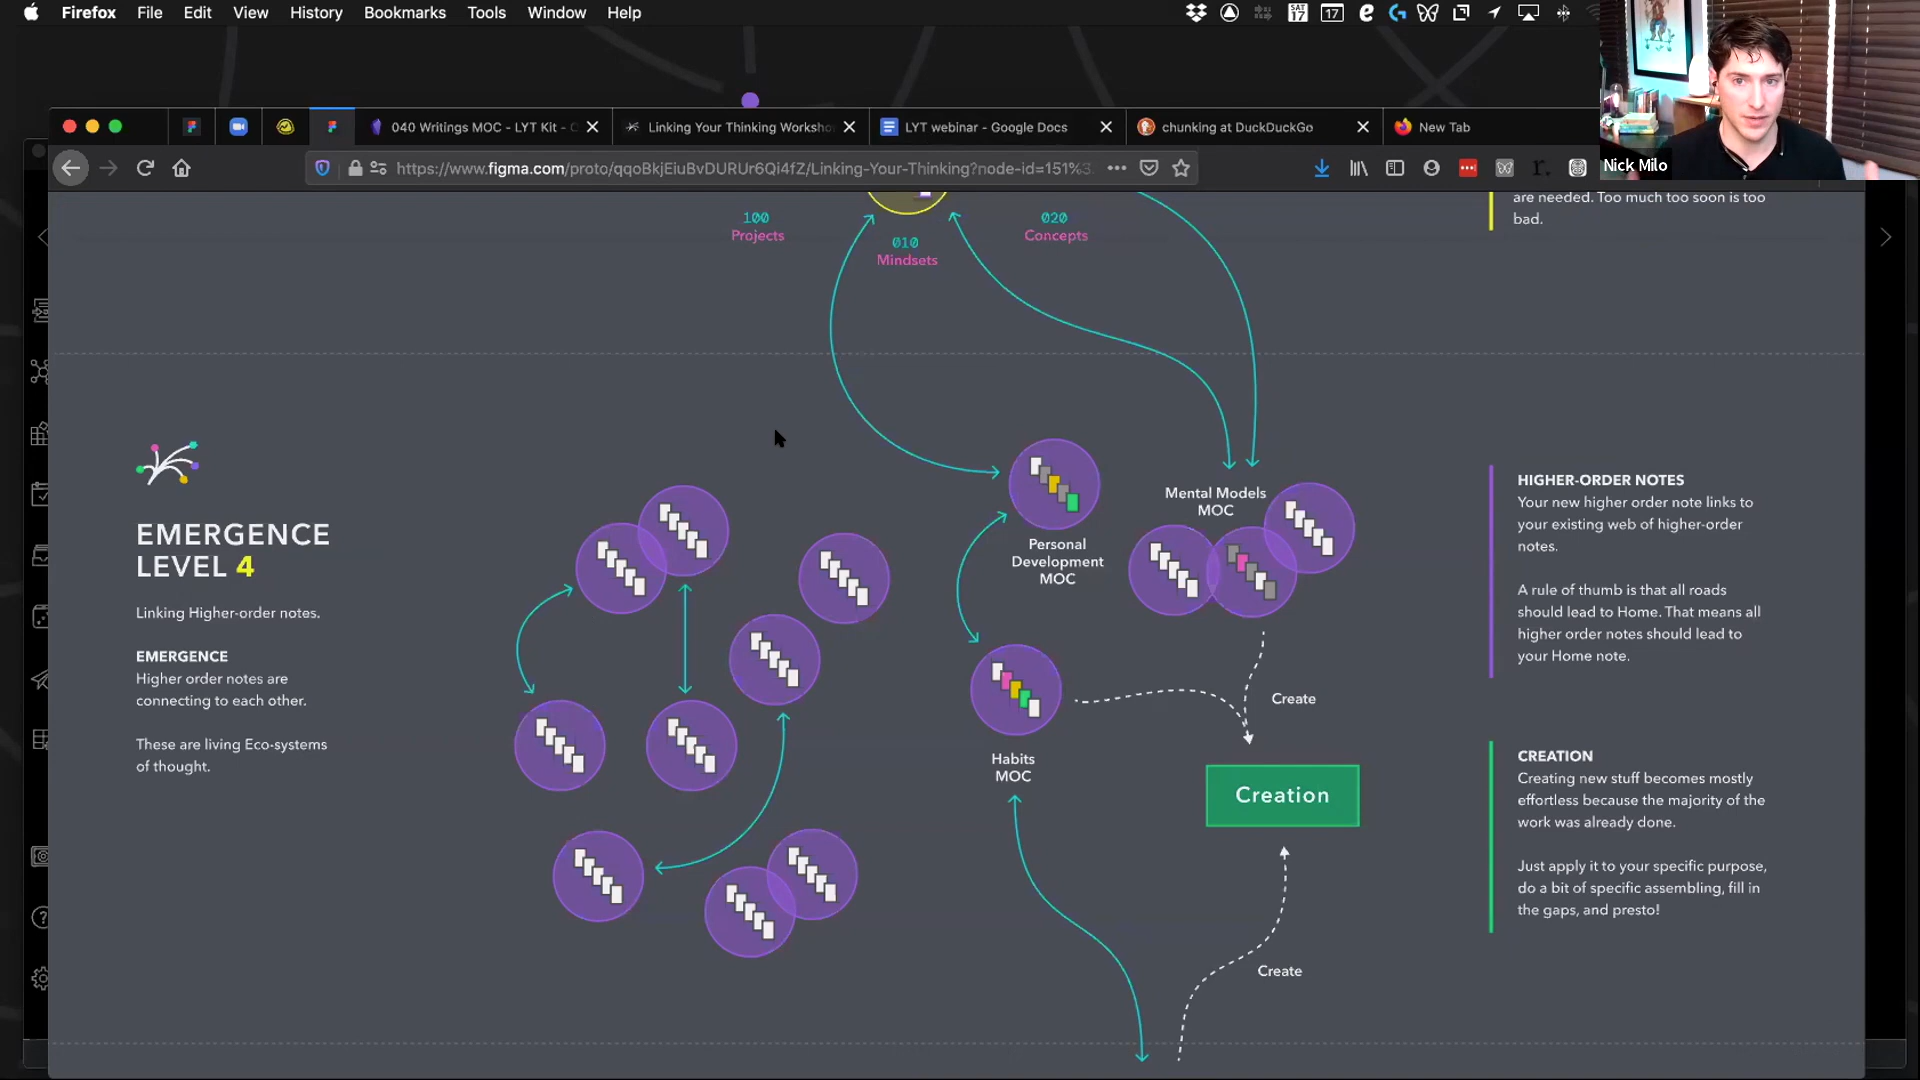 Firefox File Edit View History Bookmarks Tools Window Help
SAT
17
17
Nick Milo
040 Writings MOC - LYT Kit - O
Linking Your Thinking Worksho
LYT webinar - Google Docs
chunking at DuckDuckGo
New Tab
https://www.figma.com/proto/qqoBkjEiuBvDURUr6Qi4fZ/Linking-Your-Thinking?node-id=151%3.
100
Projects
010
Mindsets
020
Concepts
are needed. Too much too soon is too
bad.
EMERGENCE
LEVEL 4
Linking Higher-order notes.
EMERGENCE
Higher order notes are
connecting to each other.
These are living Eco-systems
of thought.
Personal
Development
MOC
Mental Models
MOC
Habits
MOC
Create
Creation
Create
HIGHER-ORDER NOTES
Your new higher order note links to
your existing web of higher-order
notes.
A rule of thumb is that all roads
should lead to Home. That means all
higher order notes should lead to
your Home note.
CREATION
Creating new stuff becomes mostly
effortless because the majority of the
work was already done.
Just apply it to your specific purpose,
do a bit of specific assembling, fill in
the gaps, and presto!